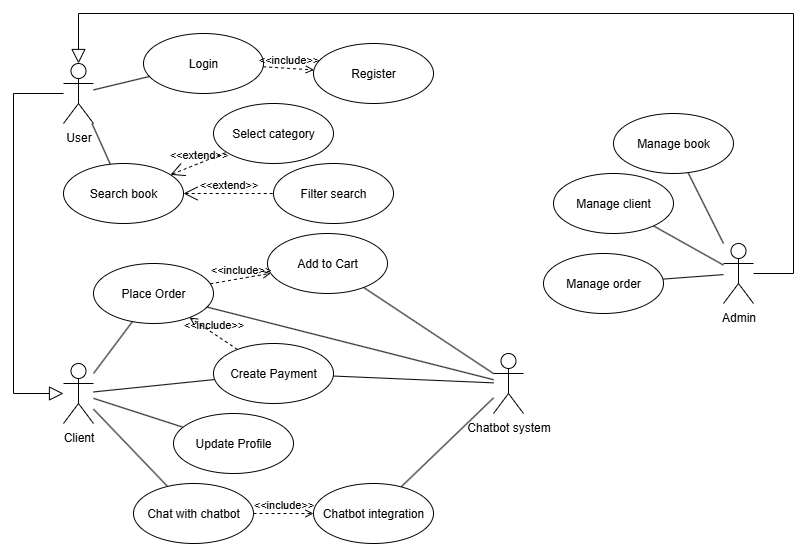 Login
<<include>>
Register
User
Select category
<<extend>>
Search book
<<extend>>
Filter search
Manage book
Manage client
Manage order
Admin
Add to Cart
<<include>>
Place Order
<<include>>
Create Payment
Client
Chatbot system
Update Profile
Chat with chatbot
<<include>>
Chatbot integration